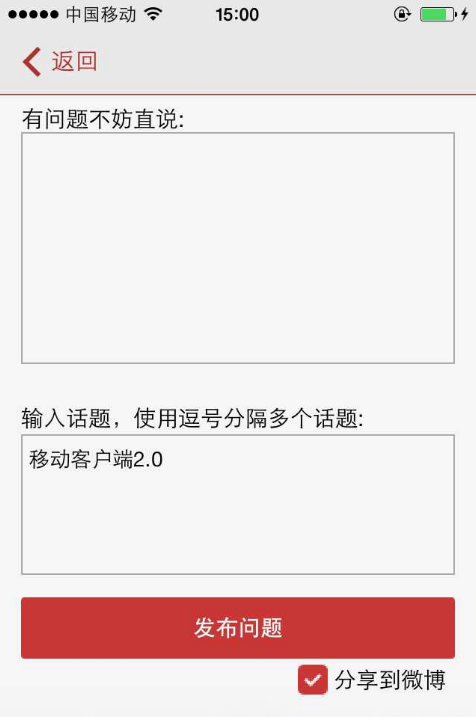 中国移动 15:00
返回
有问题不妨直说:
输入话题，使用逗号分隔多个话题:
移动客户端2.0
发布问题
分享到微博